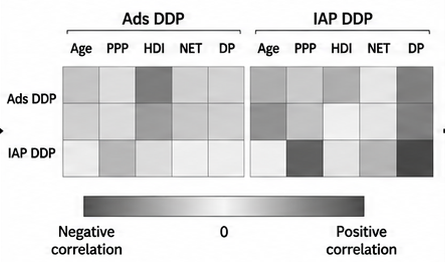 Ads DDP IAP DDP
Age PPP HDI NET DP Age PPP HDI NET DP
Ads DDP
IAP DDP
Negative correlation 0 Positive correlation